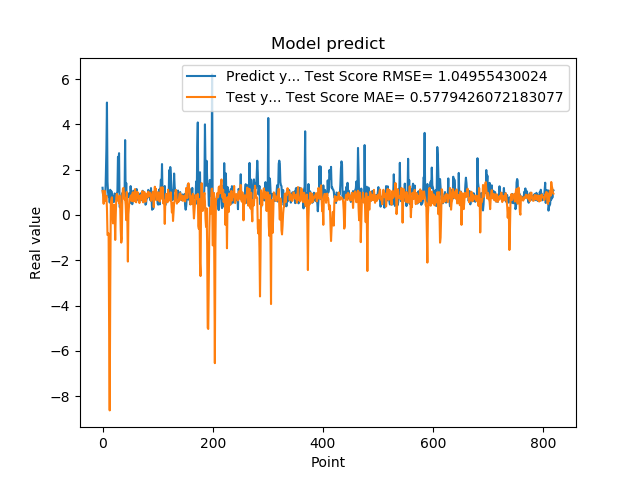 Model predict
Predict y... Test Score RMSE= 1.04955430024
Test y... Test Score MAE= 0.5779426072183077
Real value
6
4
2
0
−2
−4
−6
−8
0 200 400 600 800
Point